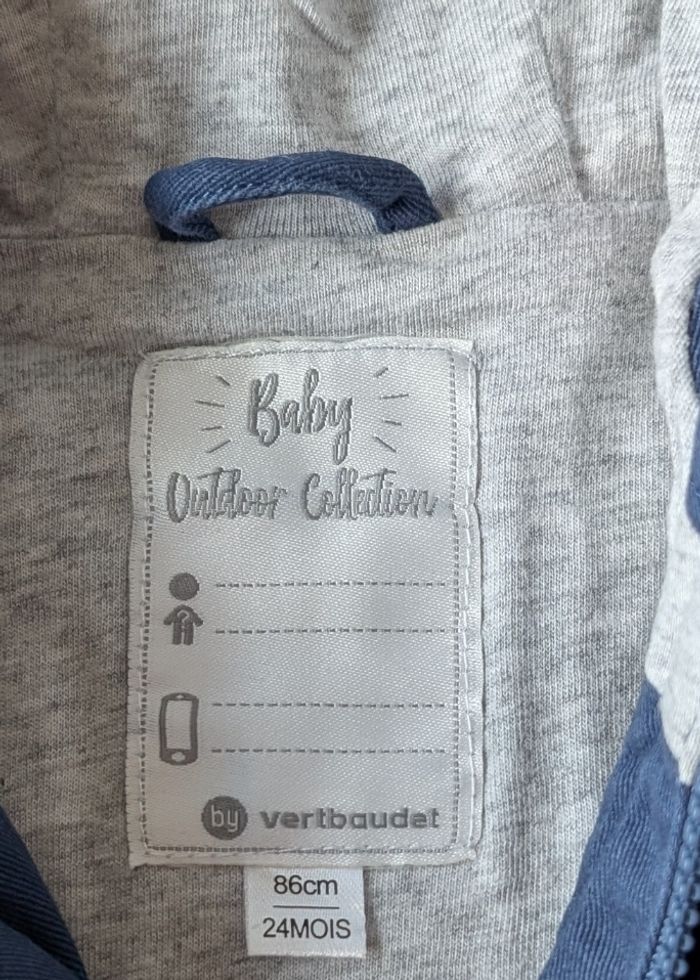 Baby
Outdoor Collection
by vertbaudet
86cm
24MOIS